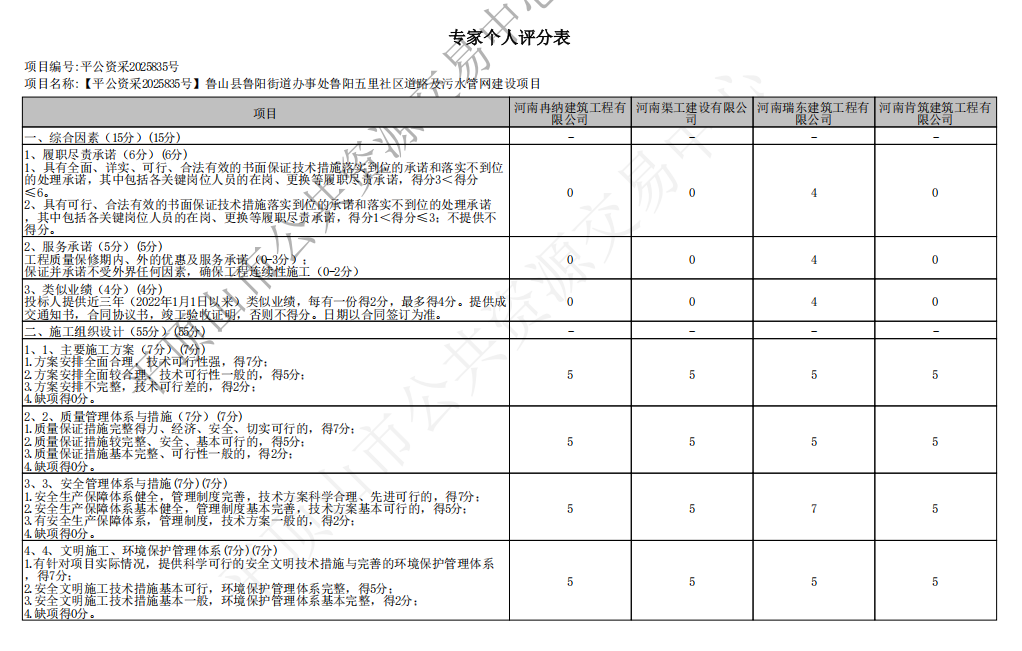 专家个人评分表
项目编号:平公资采2025835号
项目名称:【平公资采2025835号】鲁山县鲁阳街道办事处鲁阳五里社区道路及污水管网建设项目
项目 河南冉纳建筑工程有限公司 河南渠工建设有限公司 河南瑞东建筑工程有限公司 河南肯筑建筑工程有限公司
一、综合因素（15分）(15分) - - - -
1、履职尽责承诺（6分）(6分)
1、具有全面、详实、可行、合法有效的书面保证技术措施落实到位的承诺和落实不到位
的处理承诺，其中包括各关键岗位人员的在岗、更换等履职尽责承诺，得分3＜得分
≤6。
2、具有可行、合法有效的书面保证技术措施落实到位的承诺和落实不到位的处理承诺
，其中包括各关键岗位人员的在岗、更换等履职尽责承诺，得分1＜得分≤3；不提供不
得分。
0 0 4 0
2、服务承诺（5分）(5分)
工程质量保修期内、外的优惠及服务承诺（0-3分）；
保证并承诺不受外界任何因素，确保工程连续性施工（0-2分）
0 0 4 0
3、类似业绩（4分）(4分)
投标人提供近三年（2022年1月1日以来）类似业绩，每有一份得2分，最多得4分。提供成
交通知书，合同协议书，竣工验收证明，否则不得分。日期以合同签订为准。
0 0 4 0
二、施工组织设计（55分）(55分) - - - -
1、1、主要施工方案（7分）(7分)
1.方案安排全面合理，技术可行性强，得7分；
2.方案安排全面较合理、技术可行性一般的，得5分；
3.方案安排不完整，技术可行差的，得2分；
4.缺项得0分。
5 5 5 5
2、2、质量管理体系与措施（7分）(7分)
1.质量保证措施完整得力、经济、安全、切实可行的，得7分；
2.质量保证措施较完整、安全、基本可行的，得5分；
3.质量保证措施基本完整、可行性一般的，得2分；
4.缺项得0分。
5 5 5 5
3、3、安全管理体系与措施(7分)(7分)
1.安全生产保障体系健全，管理制度完善，技术方案科学合理、先进可行的，得7分；
2.安全生产保障体系基本健全，管理制度基本完善，技术方案基本可行的，得5分；
3.有安全生产保障体系，管理制度，技术方案一般的，得2分；
4.缺项得0分。
5 5 7 5
4、4、文明施工、环境保护管理体系(7分)(7分)
1.有针对项目实际情况，提供科学可行的安全文明技术措施与完善的环境保护管理体系
，得7分；
2.安全文明施工技术措施基本可行，环境保护管理体系完整，得5分；
3.安全文明施工技术措施基本一般，环境保护管理体系基本完整，得2分；
4.缺项得0分。
5 5 5 5
平顶山市公共资源交易中心
平顶山市公共资源交易中心